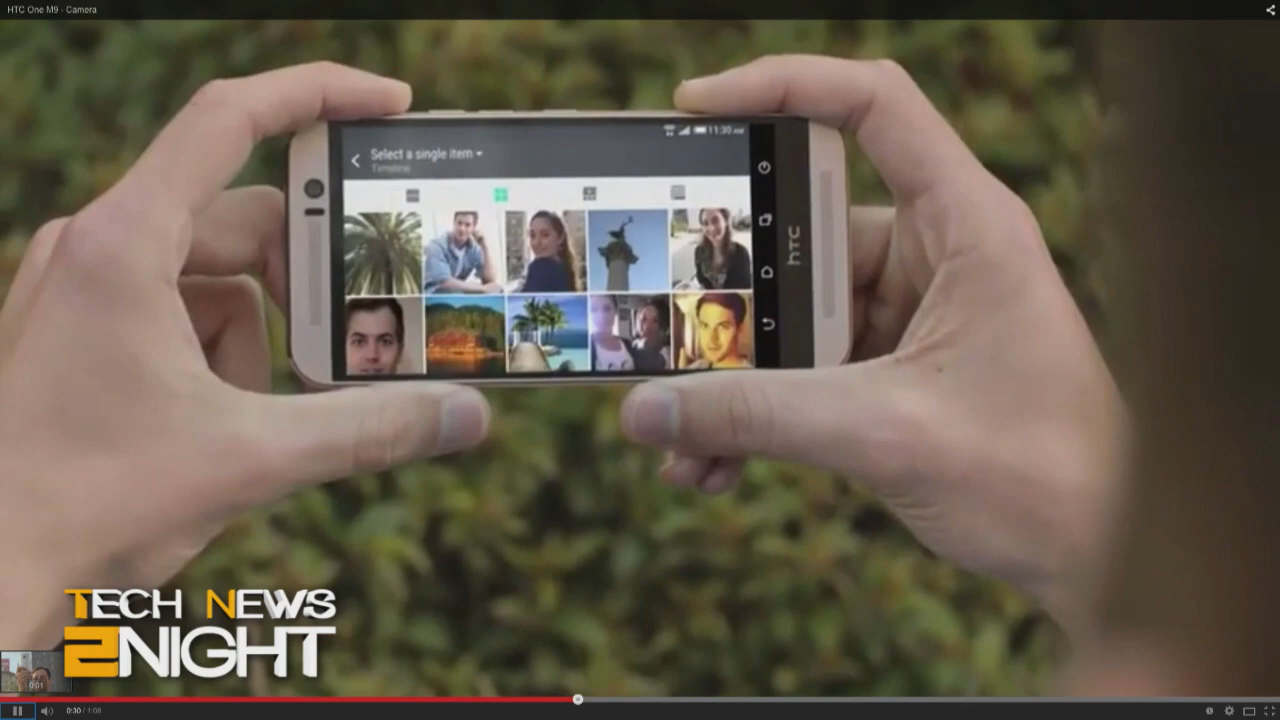 HTC One M9 - Camera
11:30 AM
Select a single item
Timeline
hTC
TECH NEWS
2NIGHT
0:01
0:30 / 1:08